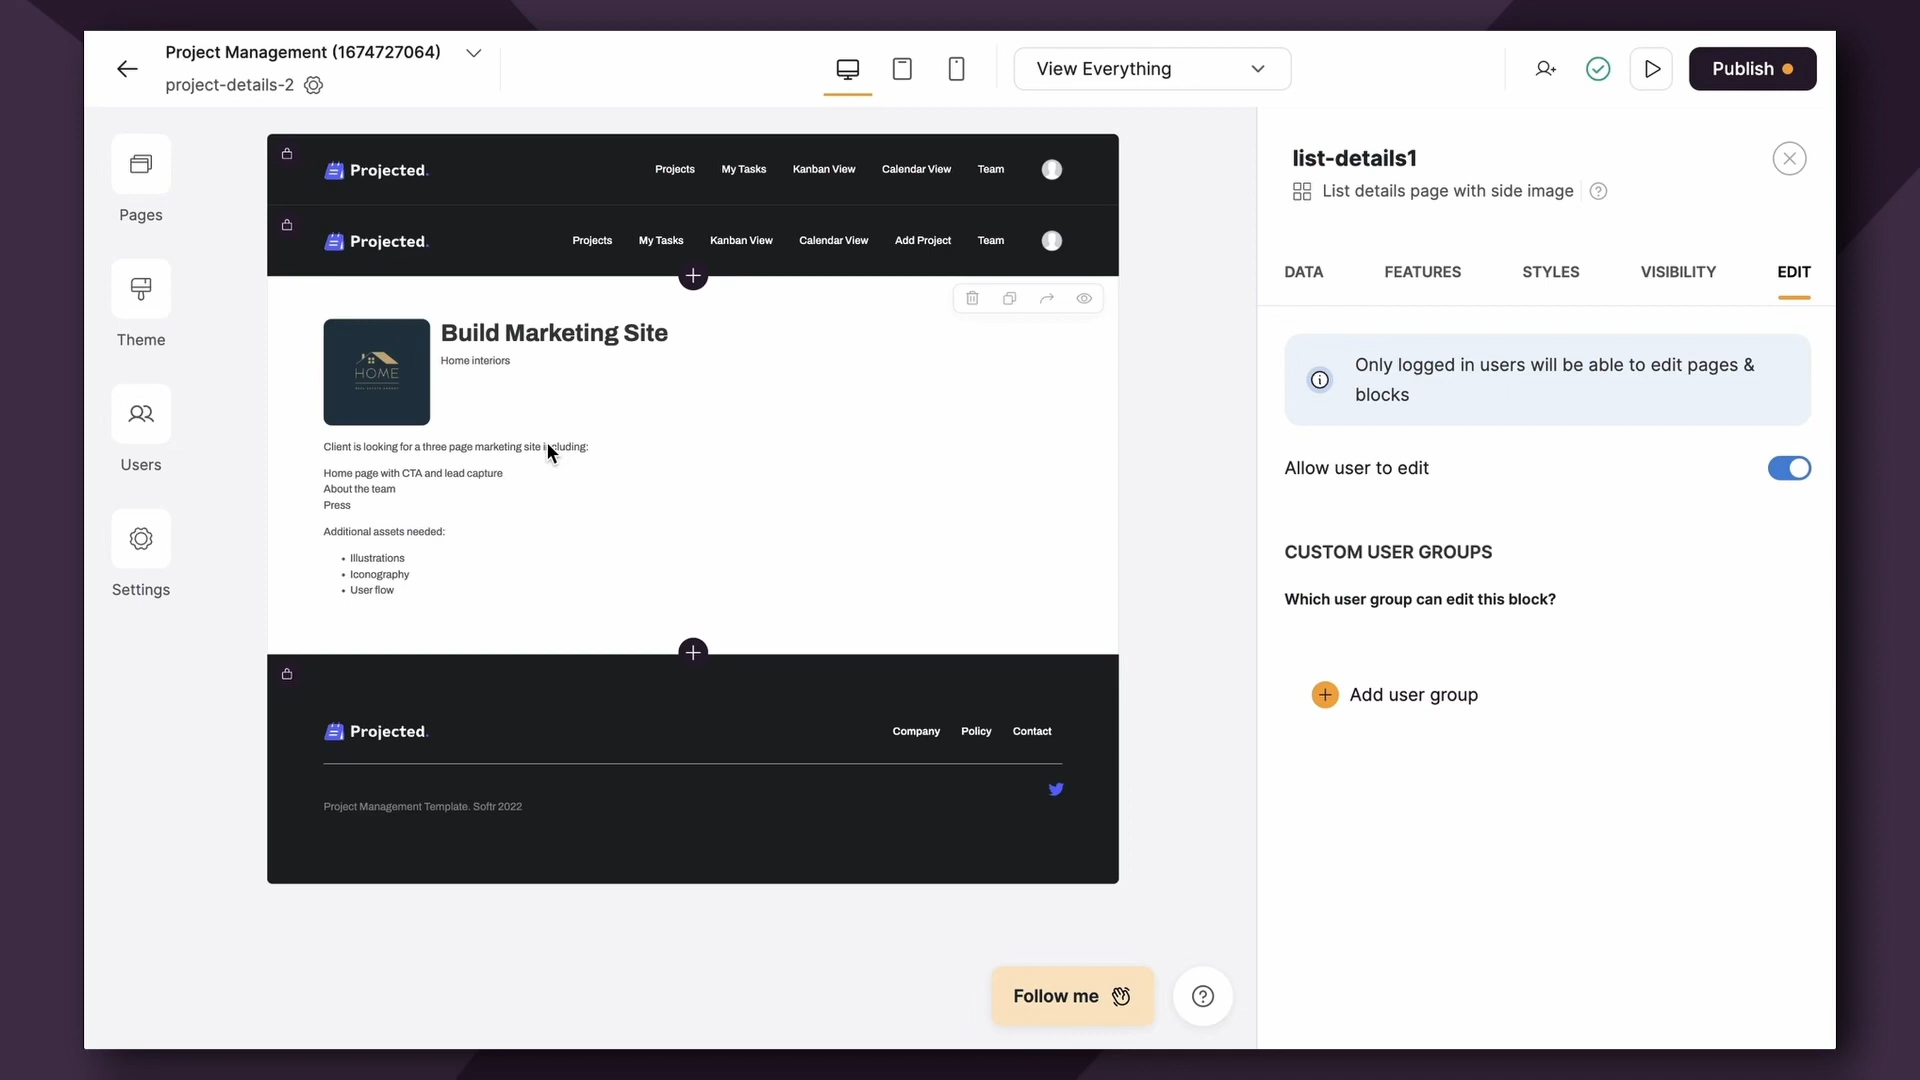 Project Management (1674727064)
project-details-2
View Everything
Publish
Pages
Theme
Users
Settings
Projected.
Projects
My Tasks
Kanban View
Calendar View
Team
Projected.
Projects
My Tasks
Kanban View
Calendar View
Add Project
Team
HOME
Build Marketing Site
Home interiors
Client is looking for a three page marketing site including:
Home page with CTA and lead capture
About the team
Press
Additional assets needed:
• Illustrations
• Iconography
• User flow
Projected.
Company
Policy
Contact
Project Management Template. Softr 2022
Follow me
list-details1
List details page with side image
DATA
FEATURES
STYLES
VISIBILITY
EDIT
Only logged in users will be able to edit pages &
blocks
Allow user to edit
CUSTOM USER GROUPS
Which user group can edit this block?
Add user group